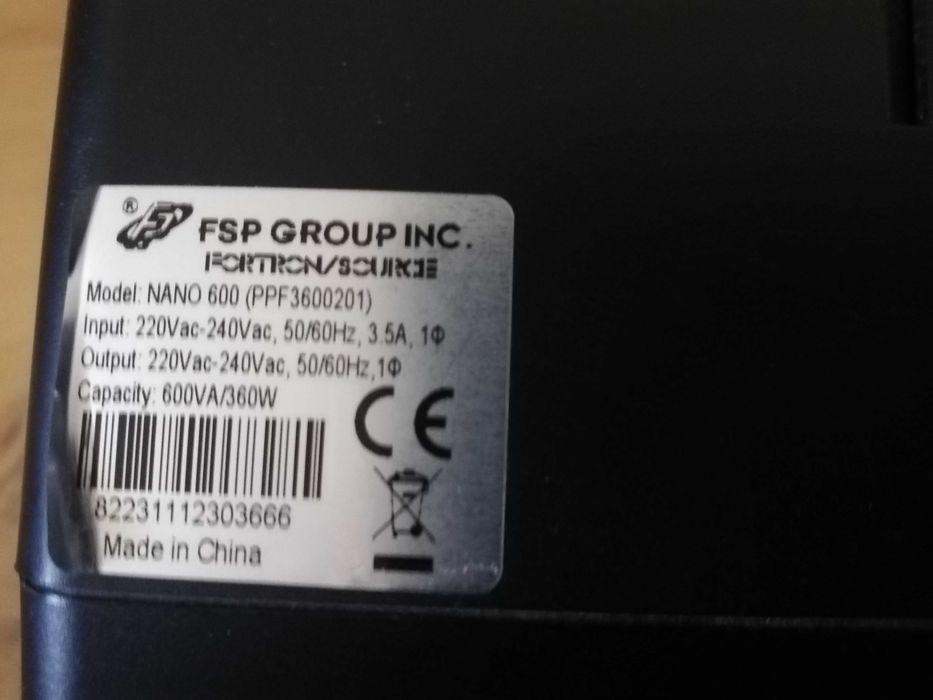 ® FSP GROUP INC.
FORTRON/SOURCE
Model: NANO 600 (PPF3600201)
Input: 220Vac-240Vac, 50/60Hz, 3.5A, 1Φ
Output: 220Vac-240Vac, 50/60Hz,1Φ
Capacity: 600VA/360W
CE
82231112303666
Made in China